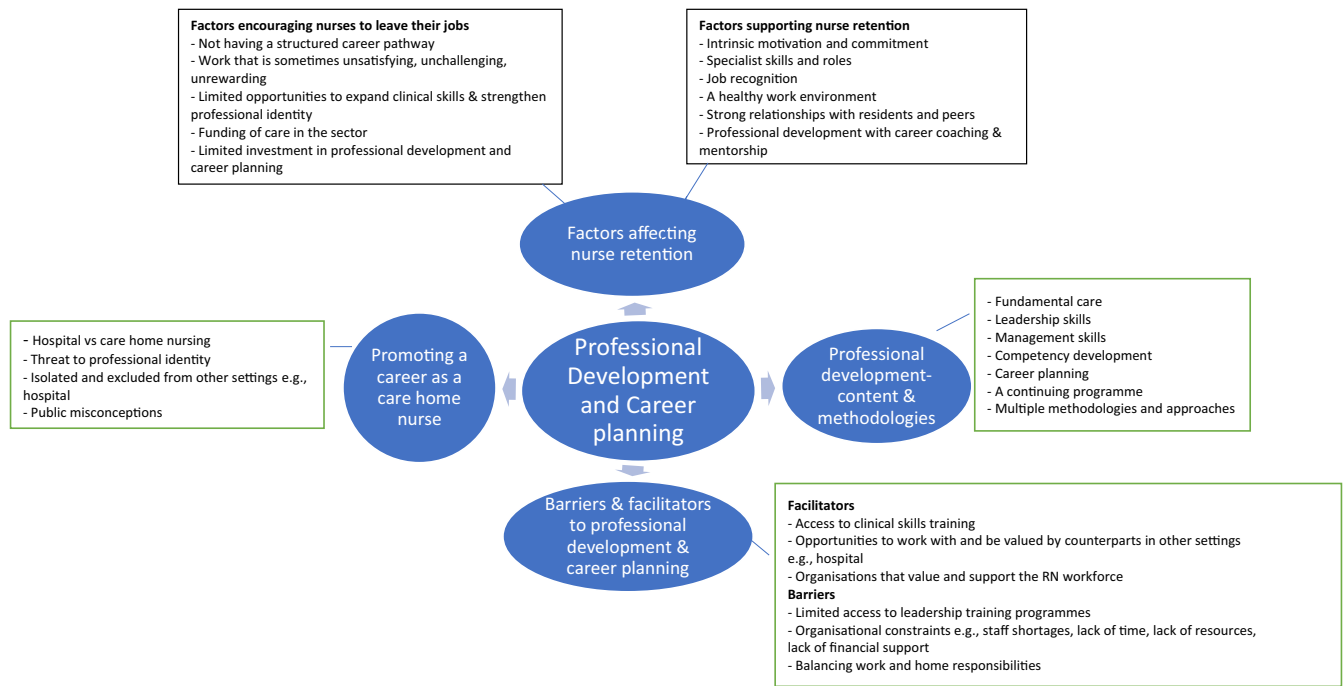 Factors encouraging nurses to leave their jobs
- Not having a structured career pathway
- Work that is sometimes unsatisfying, unchallenging,
unrewarding
- Limited opportunities to expand clinical skills & strengthen
professional identity
- Funding of care in the sector
- Limited investment in professional development and
career planning
Factors supporting nurse retention
- Intrinsic motivation and commitment
- Specialist skills and roles
- Job recognition
- A healthy work environment
- Strong relationships with residents and peers
- Professional development with career coaching &
mentorship
Factors affecting
nurse retention
- Hospital vs care home nursing
- Threat to professional identity
- Isolated and excluded from other settings e.g.,
hospital
- Public misconceptions
Promoting a
career as a
care home
nurse
Professional
Development
and Career
planning
Professional
development-
content &
methodologies
- Fundamental care
- Leadership skills
- Management skills
- Competency development
- Career planning
- A continuing programme
- Multiple methodologies and approaches
Barriers & facilitators
to professional
development &
career planning
Facilitators
- Access to clinical skills training
- Opportunities to work with and be valued by counterparts in other settings
e.g., hospital
- Organisations that value and support the RN workforce
Barriers
- Limited access to leadership training programmes
- Organisational constraints e.g., staff shortages, lack of time, lack of resources,
lack of financial support
- Balancing work and home responsibilities